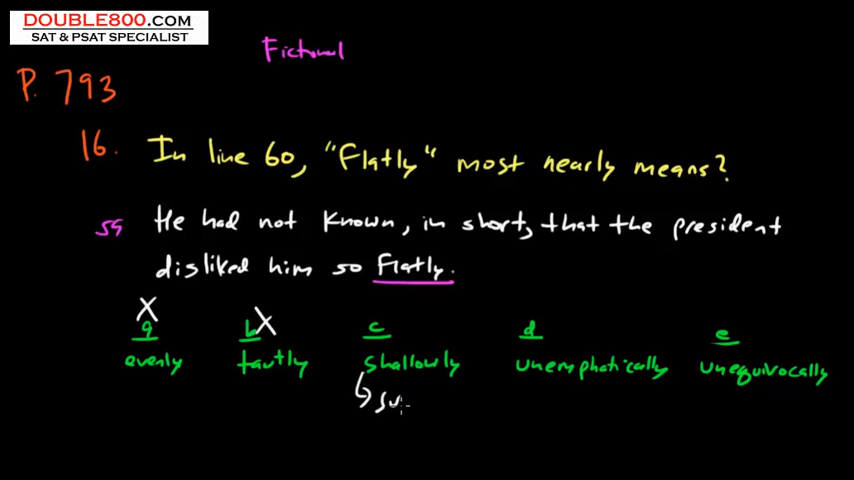 DOUBLE800.COM
SAT & PSAT SPECIALIST
Fictional
P. 793
16. In line 60, "Flatly" most nearly means?
59 He had not known, in short, that the president
disliked him so flatly.
X X
a b c d e
evenly tautly shallowly unemphatically unequivocally
su